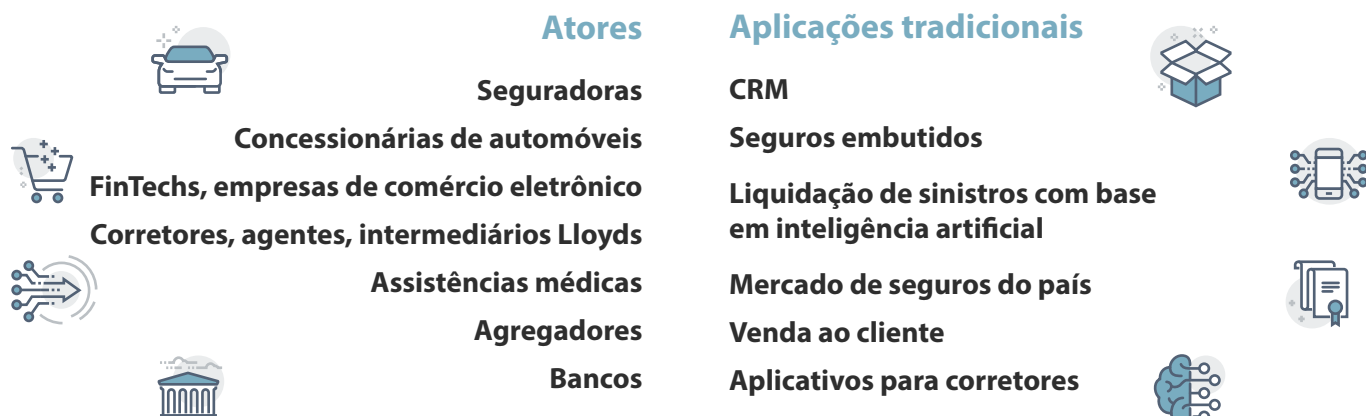 Atores
Seguradoras
Concessionárias de automóveis
FinTechs, empresas de comércio eletrônico
Corretores, agentes, intermediários Lloyds
Assistências médicas
Agregadores
Bancos
Aplicações tradicionais
CRM
Seguros embutidos
Liquidação de sinistros com base
em inteligência artificial
Mercado de seguros do país
Venda ao cliente
Aplicativos para corretores